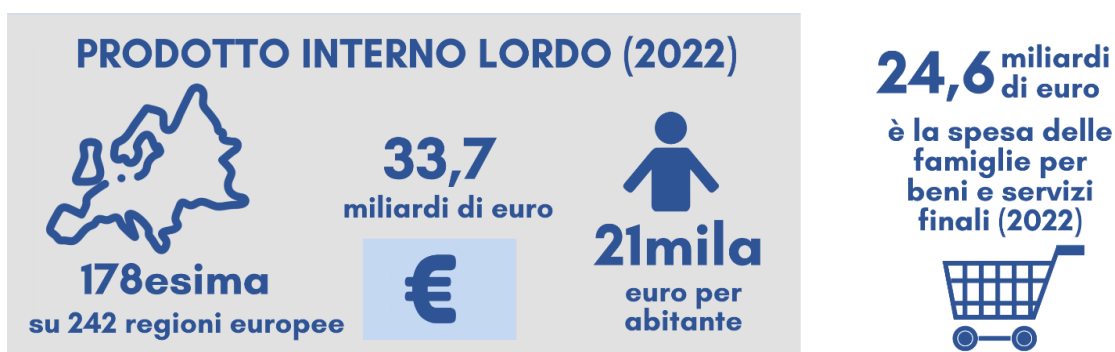 PRODOTTO INTERNO LORDO (2022)
178esima
su 242 regioni europee
33,7
miliardi di euro
€
21mila
euro per
abitante
24,6 miliardi
di euro
è la spesa delle
famiglie per
beni e servizi
finali (2022)